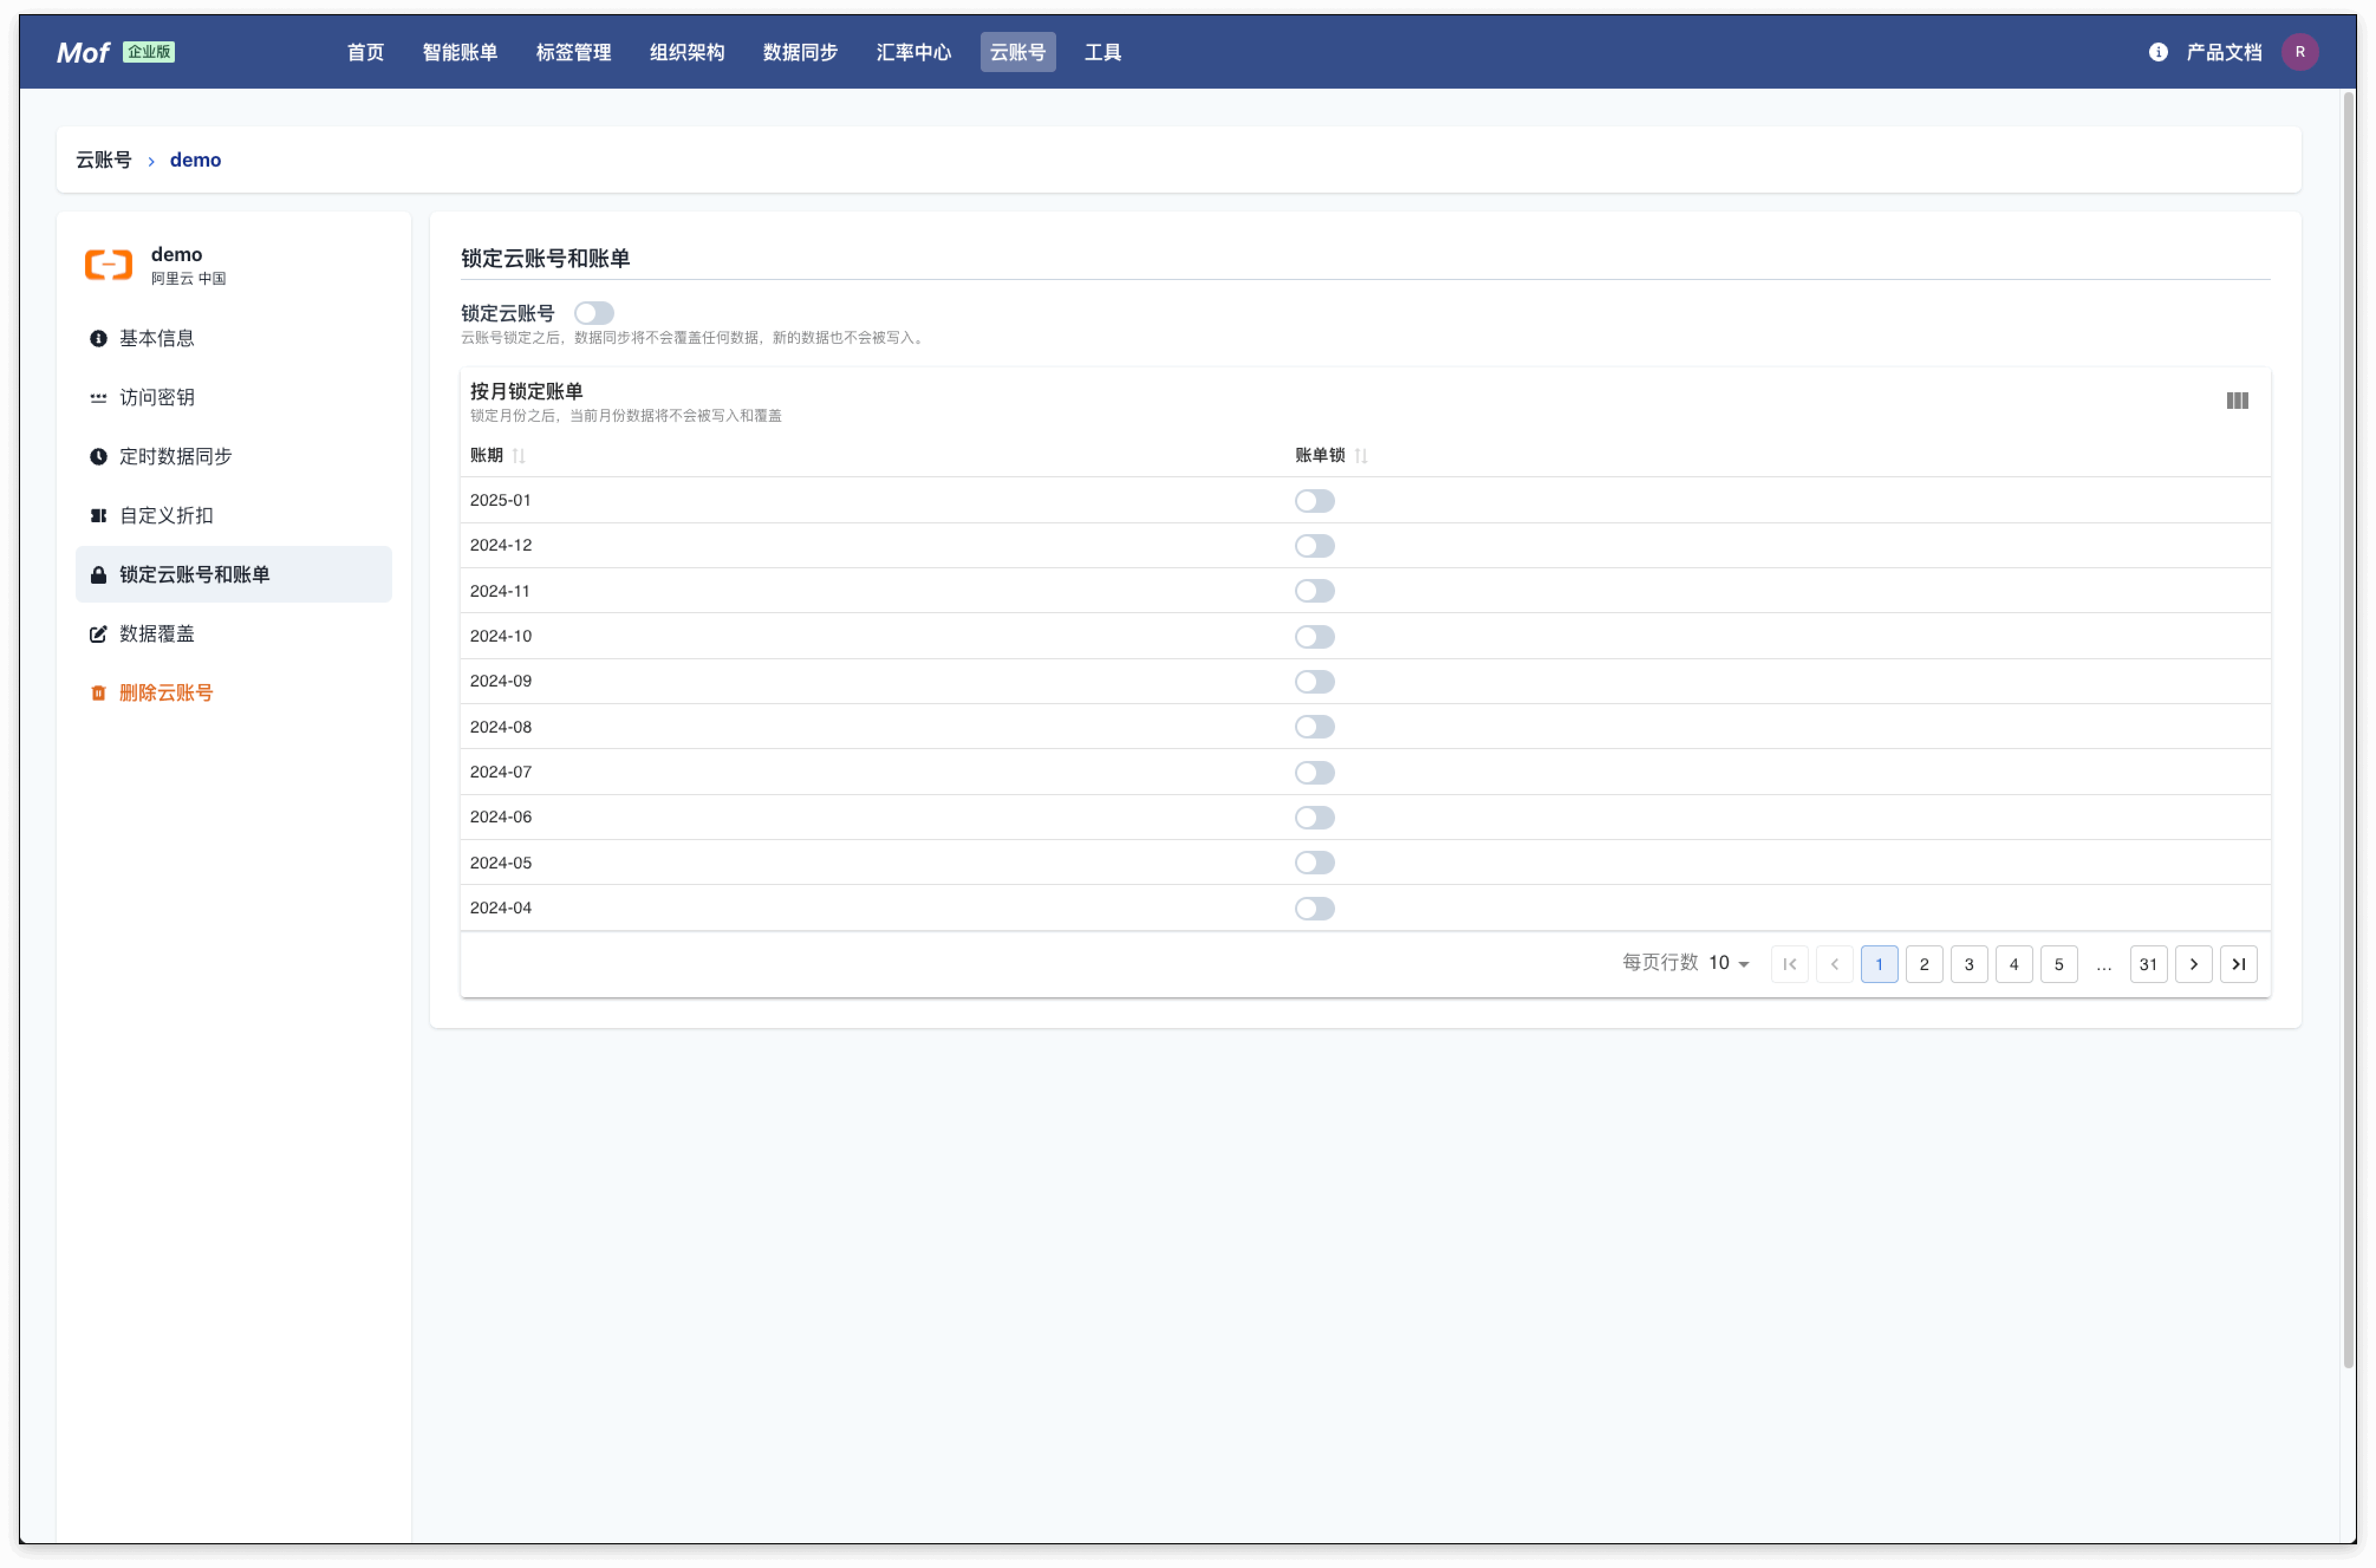 Mof 企业版 首页 智能账单 标签管理 组织架构 数据同步 汇率中心 云账号 工具 产品文档 R
云账号 › demo
demo
阿里云 中国
基本信息
访问密钥
定时数据同步
自定义折扣
锁定云账号和账单
数据覆盖
删除云账号
锁定云账号和账单
锁定云账号
云账号锁定之后，数据同步将不会覆盖任何数据，新的数据也不会被写入。
按月锁定账单
锁定月份之后，当前月份数据将不会被写入和覆盖
账期 账单锁
2025-01
2024-12
2024-11
2024-10
2024-09
2024-08
2024-07
2024-06
2024-05
2024-04
每页行数 10 1 2 3 4 5 ... 31